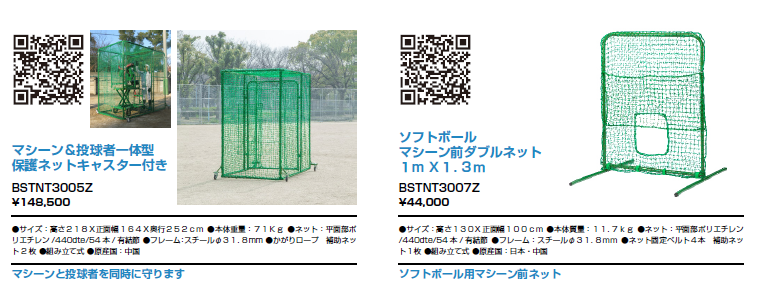 マシーン＆投球者一体型
保護ネットキャスター付き
BSTNT3005Z
¥148,500
●サイズ：高さ２１８Ｘ正面幅１６４Ｘ奥行２５２ｃｍ ●本体重量：７１Ｋｇ ●ネット：平面部ポ
リエチレン /440dte/54 本 / 有結節 ●フレーム：スチールφ３１.８mm ●かがりロープ　補助ネッ
ト２枚 ●組み立て式 ●原産国：中国
マシーンと投球者を同時に守ります
ソフトボール
マシーン前ダブルネット
１ｍＸ１.３ｍ
BSTNT3007Z
¥44,000
●サイズ：高さ１３０Ｘ正面幅１００ｃｍ ●本体質量：１１.７ｋｇ ●ネット：平面部ポリエチレン
/440dte/54 本 / 有結節 ●フレーム：スチールφ３１.８mm ●ネット固定ベルト４本　補助ネッ
ト１枚 ●組み立て式 ●原産国：日本・中国
ソフトボール用マシーン前ネット